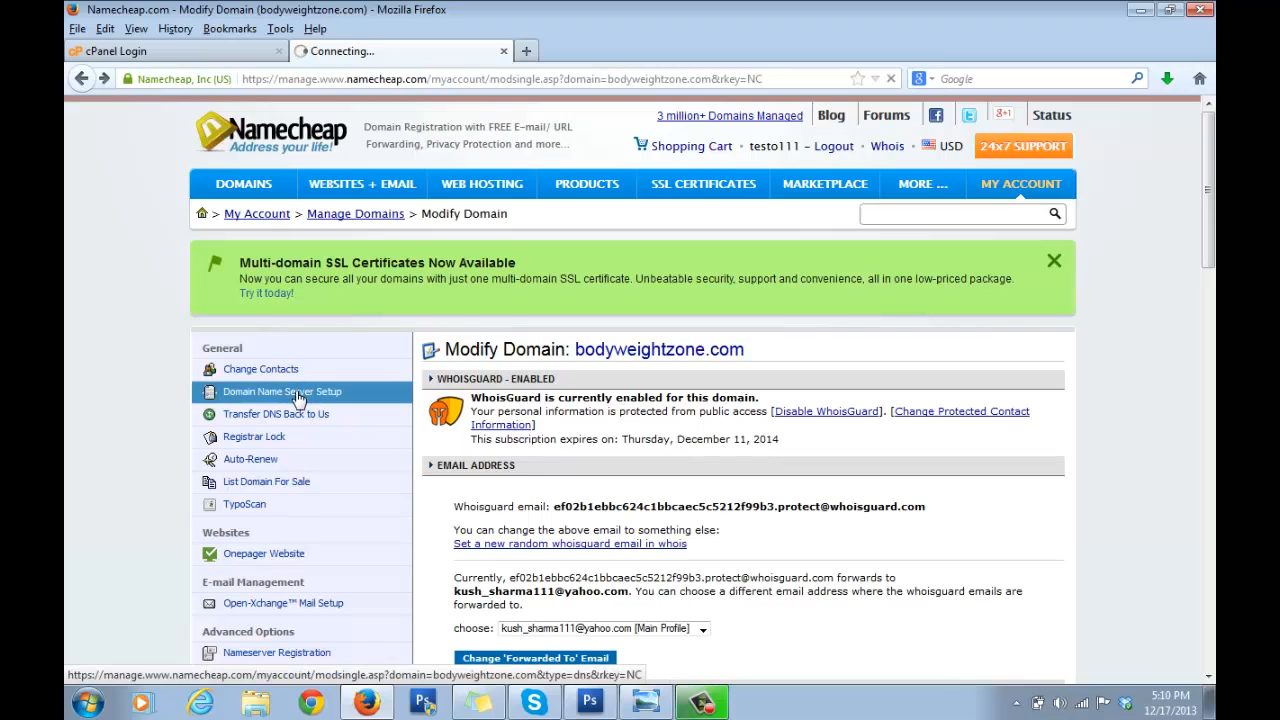 Namecheap.com - Modify Domain (bodyweightzone.com) - Mozilla Firefox
File Edit View History Bookmarks Tools Help
cP cPanel Login × Connecting... × +
Namecheap, Inc (US) https://manage.www.namecheap.com/myaccount/modsingle.asp?domain=bodyweightzone.com&rkey=NC Google
Namecheap
Address your life!
Domain Registration with FREE E-mail/ URL
Forwarding, Privacy Protection and more...
3 million+ Domains Managed Blog Forums g+1 Status
Shopping Cart • testo111 – Logout • Whois • USD 24x7 SUPPORT
DOMAINS WEBSITES + EMAIL WEB HOSTING PRODUCTS SSL CERTIFICATES MARKETPLACE MORE ... MY ACCOUNT
> My Account > Manage Domains > Modify Domain
Multi-domain SSL Certificates Now Available
Now you can secure all your domains with just one multi-domain SSL certificate. Unbeatable security, support and convenience, all in one low-priced package.
Try it today!
General
Change Contacts
Domain Name Server Setup
Transfer DNS Back to Us
Registrar Lock
Auto-Renew
List Domain For Sale
TypoScan
Websites
Onepager Website
E-mail Management
Open-Xchange™ Mail Setup
Advanced Options
Nameserver Registration
Modify Domain: bodyweightzone.com
WHOISGUARD - ENABLED
WhoisGuard is currently enabled for this domain.
Your personal information is protected from public access [Disable WhoisGuard]. [Change Protected Contact
Information]
This subscription expires on: Thursday, December 11, 2014
EMAIL ADDRESS
Whoisguard email: ef02b1ebbc624c1bbcaec5c5212f99b3.protect@whoisguard.com
You can change the above email to something else:
Set a new random whoisguard email in whois
Currently, ef02b1ebbc624c1bbcaec5c5212f99b3.protect@whoisguard.com forwards to
kush_sharma111@yahoo.com. You can choose a different email address where the whoisguard emails are
forwarded to.
choose: kush_sharma111@yahoo.com [Main Profile]
Change 'Forwarded To' Email
https://manage.www.namecheap.com/myaccount/modsingle.asp?domain=bodyweightzone.com&type=dns&rkey=NC
Ps S Ps
5:10 PM
12/17/2013